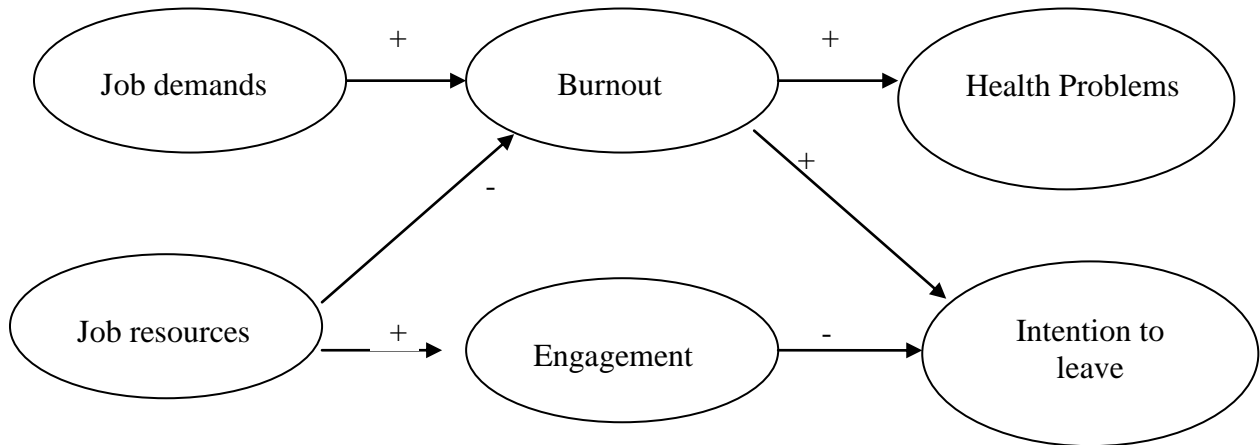 +
+
Job demands
Burnout
Health Problems
+
-
Job resources
+
Engagement
-
Intention to
leave